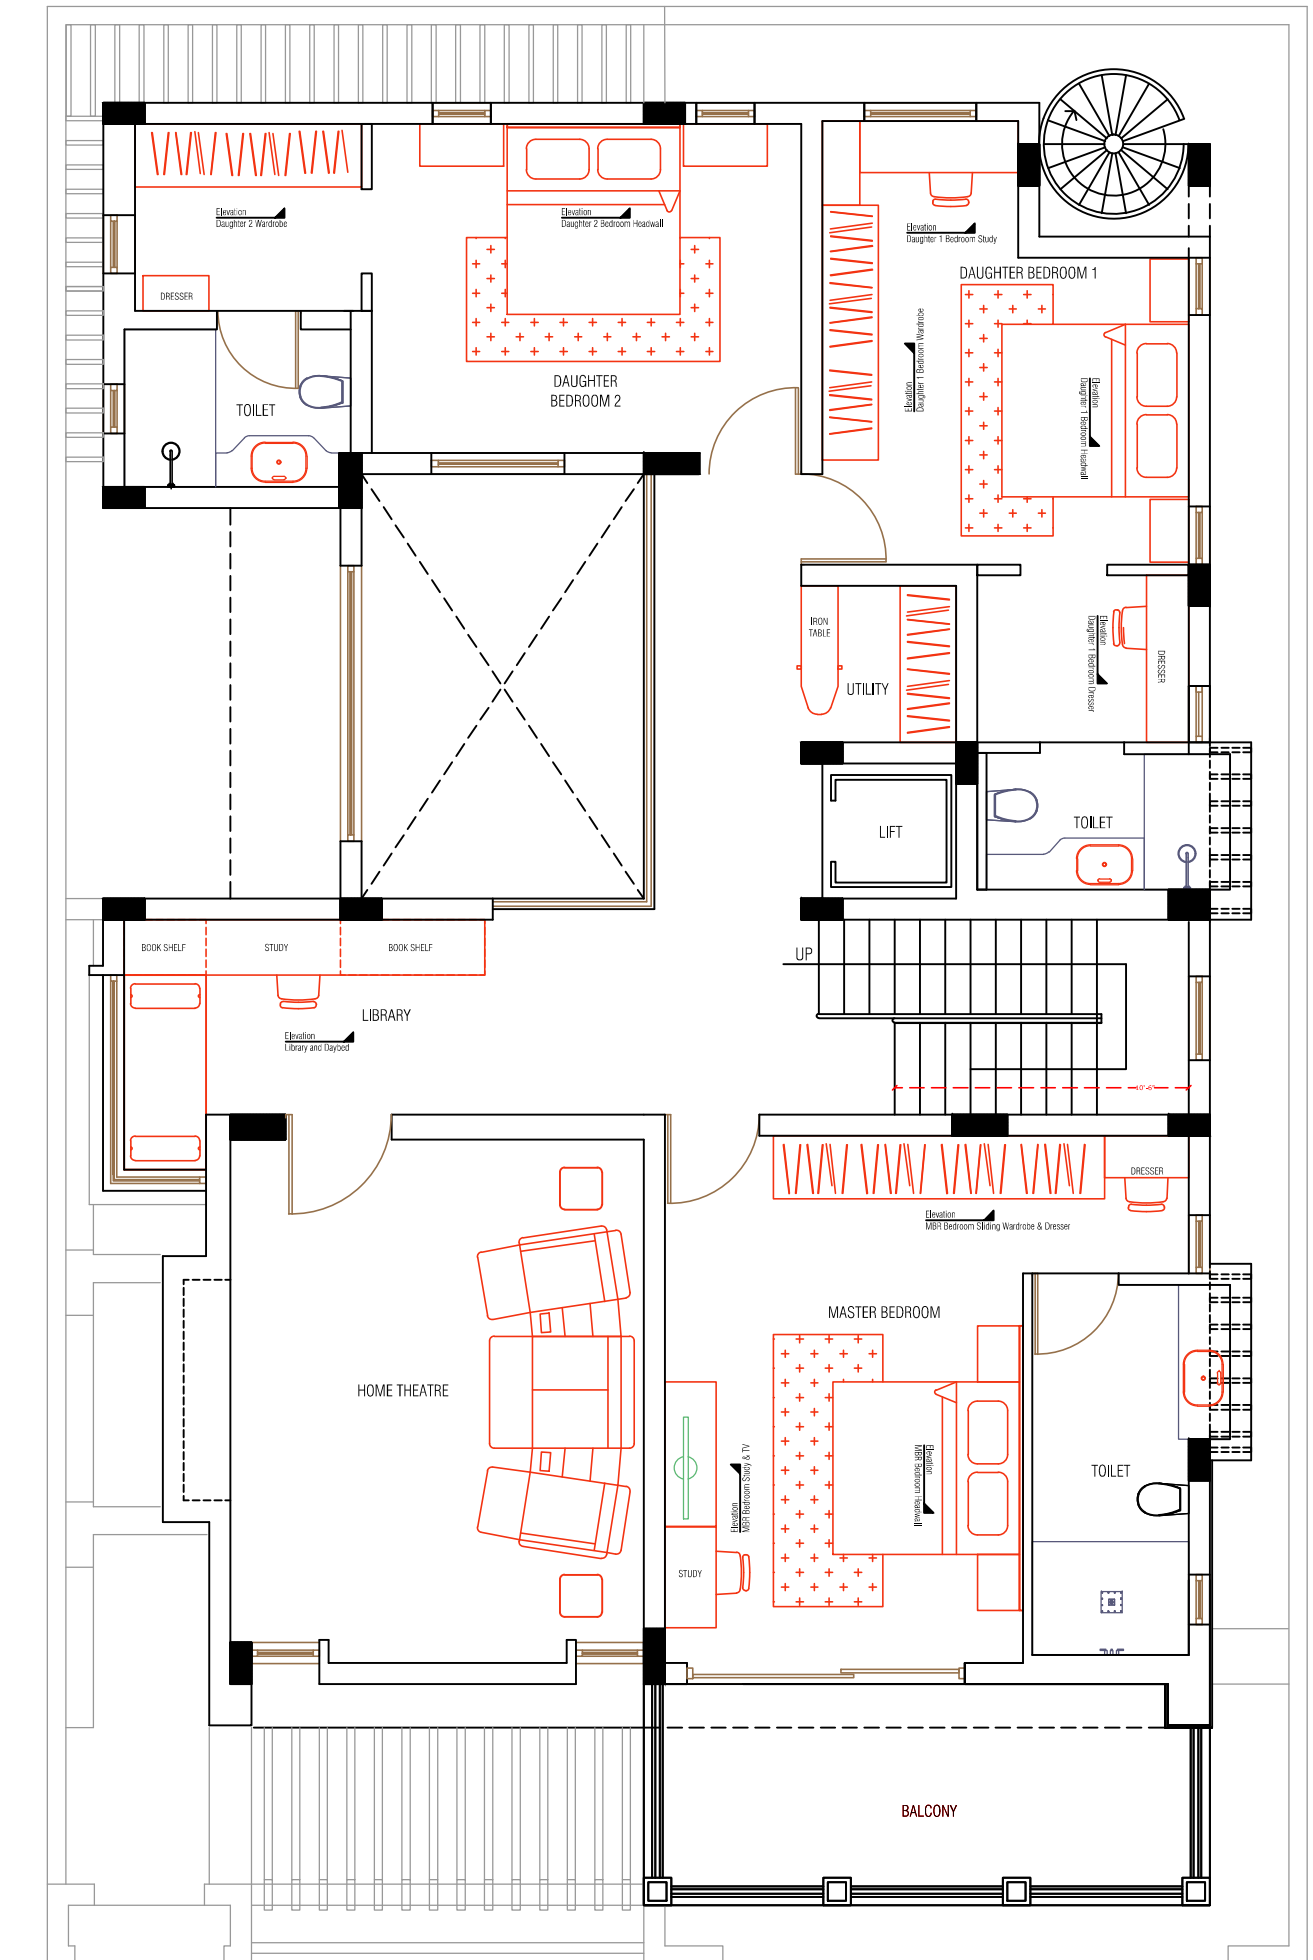 Elevation
Daughter 2 Wardrobe
Elevation
Daughter 2 Bedroom Headwall
Elevation
Daughter 1 Bedroom Study
DAUGHTER BEDROOM 1
DRESSER
Elevation
Daughter 1 Bedroom Wardrobe
Elevation
Daughter 1 Bedroom Headwall
DAUGHTER
BEDROOM 2
TOILET
IRON
TABLE
UTILITY
Elevation
Daughter 1 Bedroom Dresser
DRESSER
LIFT
TOILET
BOOK SHELF
STUDY
BOOK SHELF
UP
LIBRARY
Elevation
Library and Daybed
10'-6"
DRESSER
Elevation
MBR Bedroom Sliding Wardrobe & Dresser
MASTER BEDROOM
HOME THEATRE
Elevation
MBR Bedroom Study & TV
Elevation
MBR Bedroom Headwall
TOILET
STUDY
BALCONY